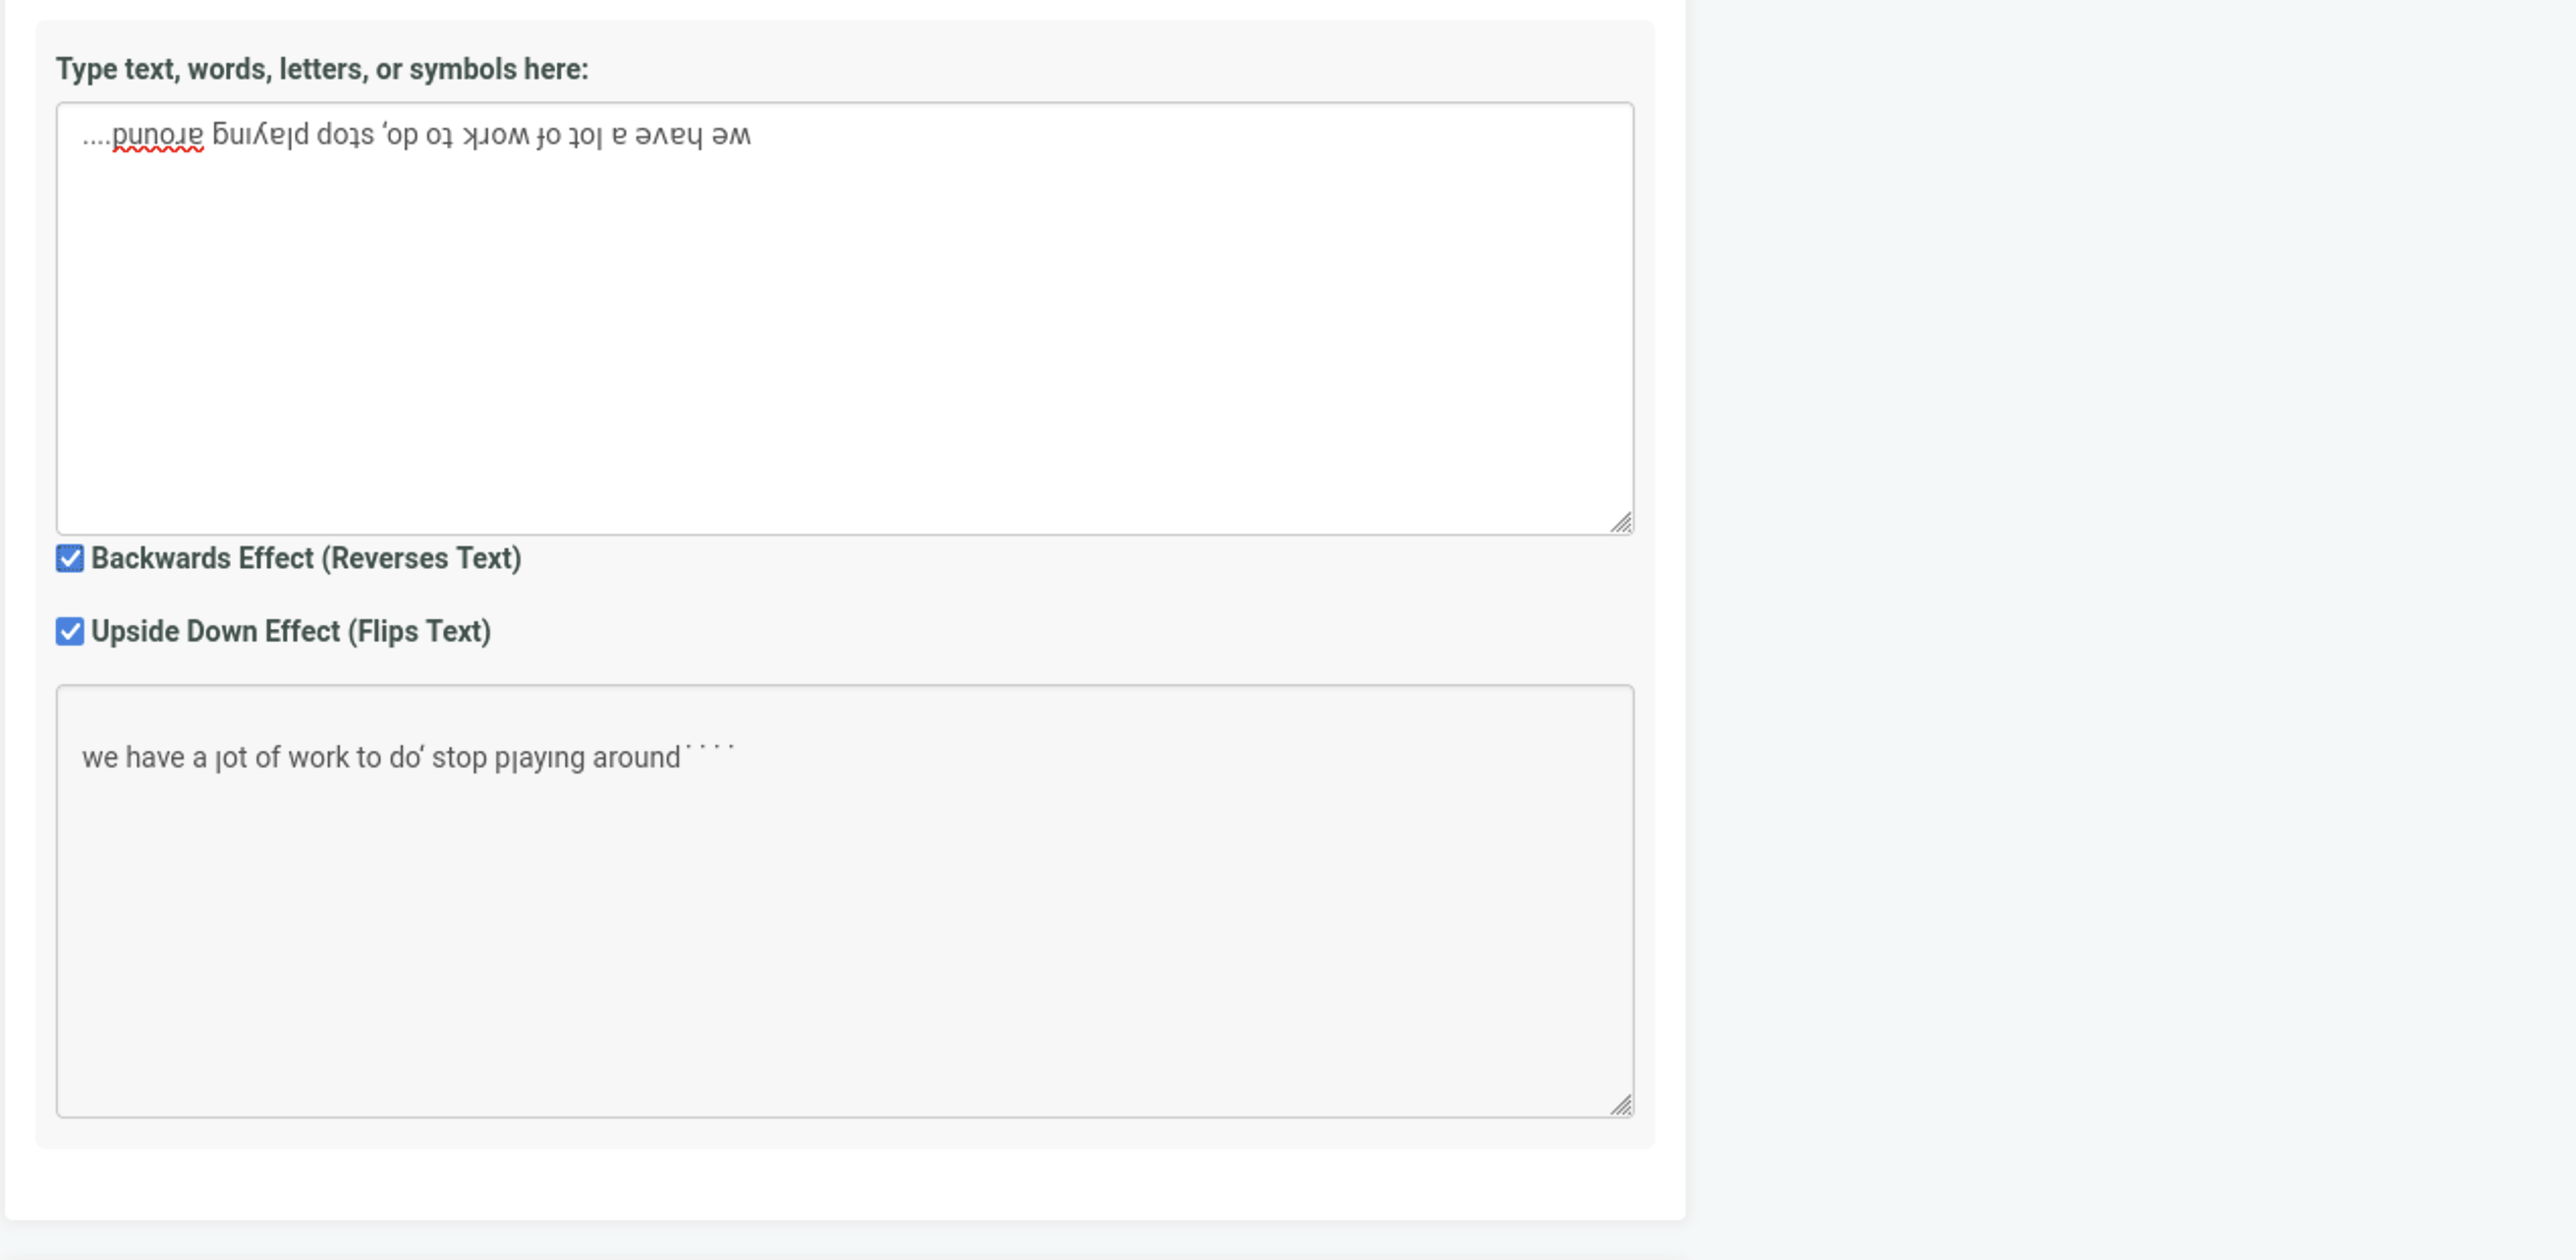 Type text, words, letters, or symbols here:
....punoɹɐ ƃuıʎɐld doʇs ‘op oʇ ʞɹoʍ ɟo ʇol ɐ ǝʌɐɥ ǝʍ
Backwards Effect (Reverses Text)
Upside Down Effect (Flips Text)
we have a ןot of work to do‘ stop pןayıng around˙˙˙˙